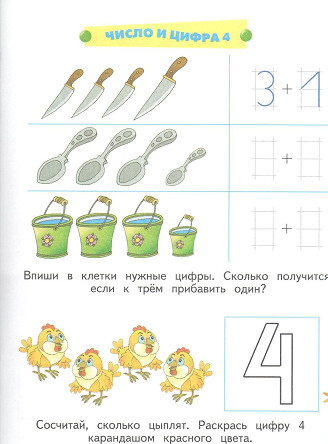 ЧИСЛО И ЦИФРА 4
3 + 1
+
+
Впиши в клетки нужные цифры. Сколько получится,
если к трём прибавить один?
4
Сосчитай, сколько цыплят. Раскрась цифру 4
карандашом красного цвета.